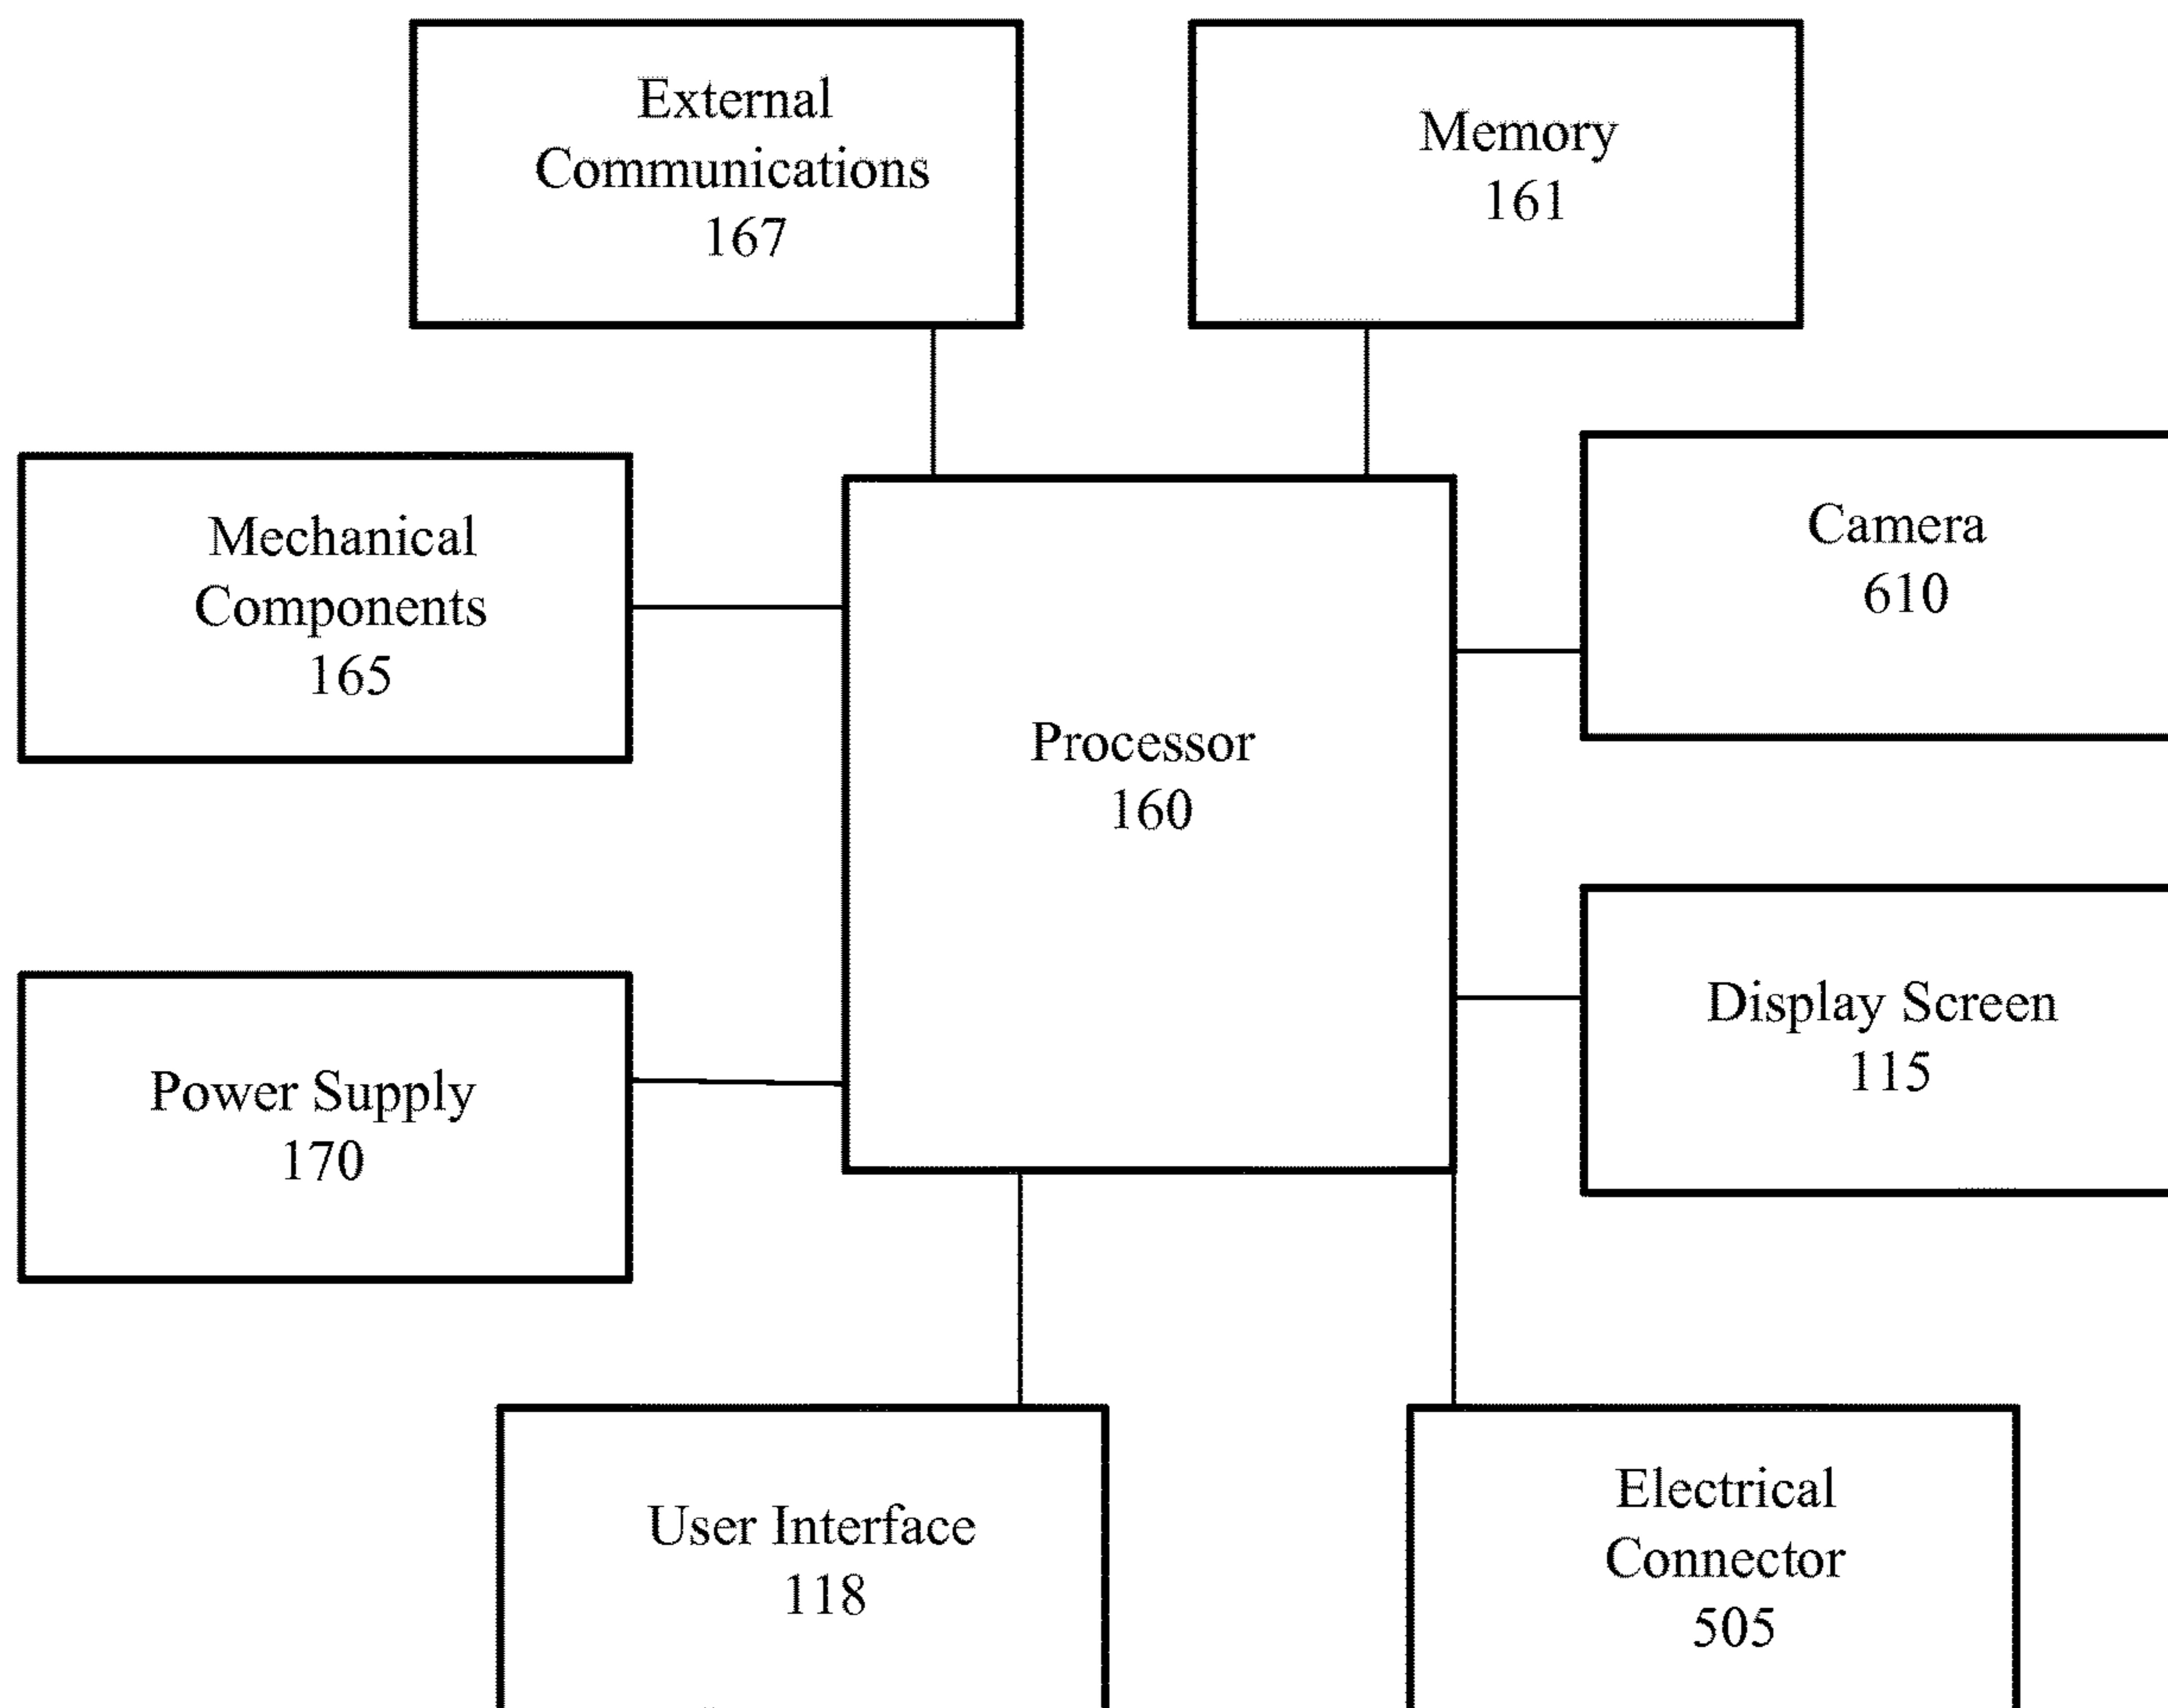 External
Communications
167
Memory
161
Mechanical
Components
165
Camera
610
Processor
160
Display Screen
115
Power Supply
170
User Interface
118
Electrical
Connector
505